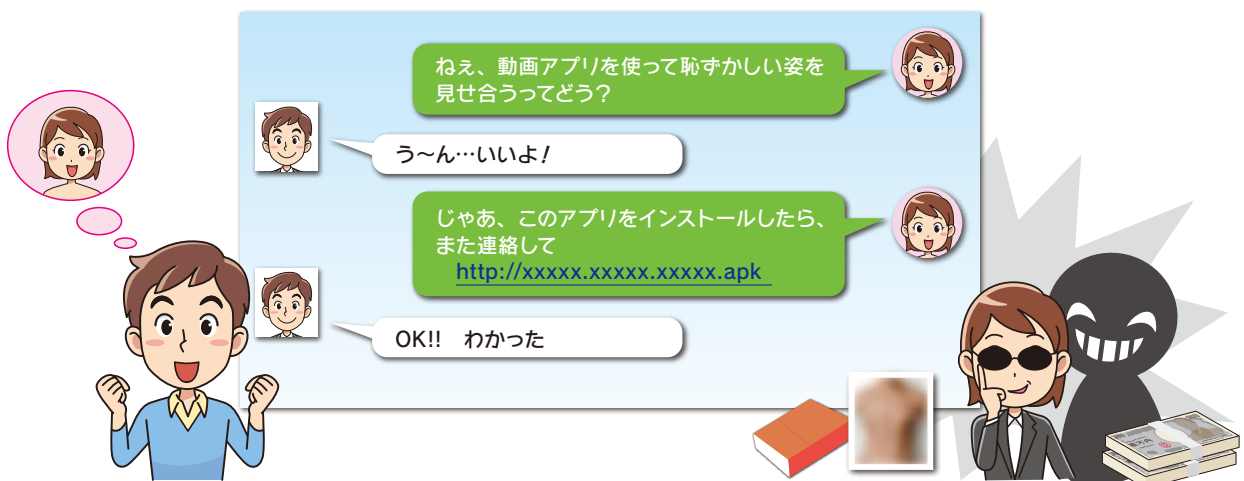 ねぇ、動画アプリを使って恥ずかしい姿を
見せ合うってどう？
う〜ん…いいよ！
じゃあ、このアプリをインストールしたら、
また連絡して
http://xxxxx.xxxxx.xxxxx.apk
OK!!　わかった